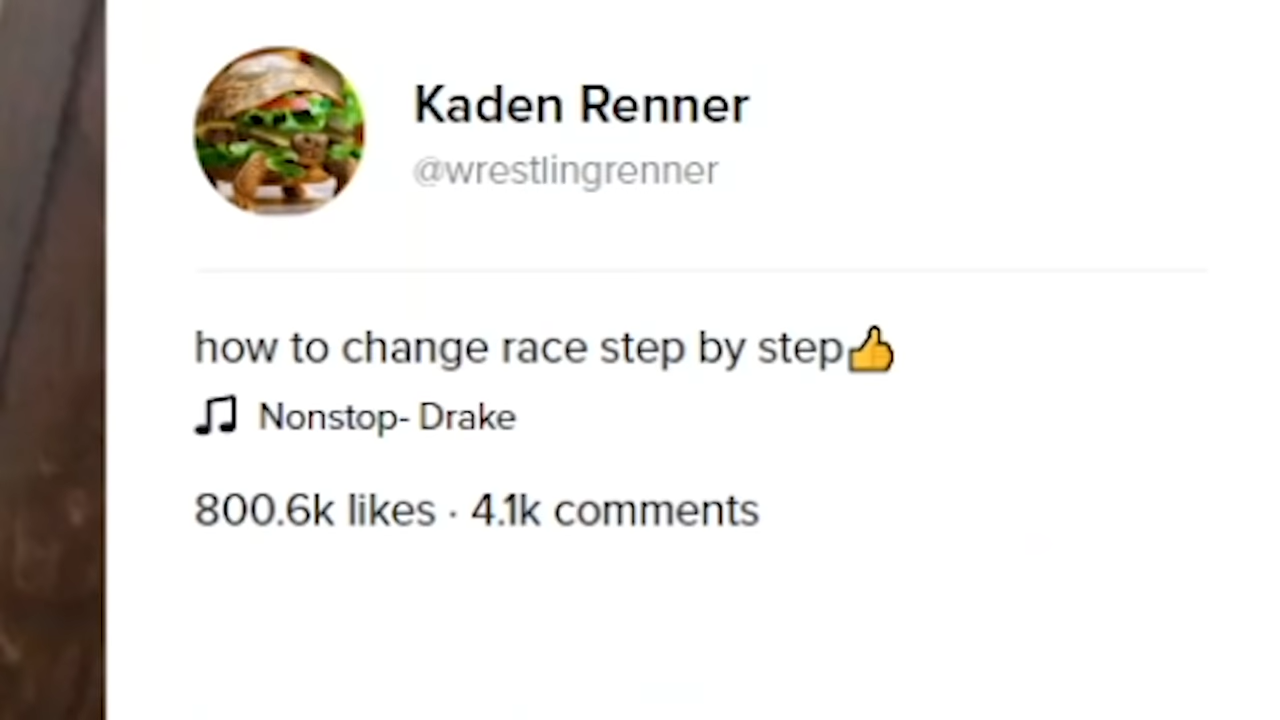 Kaden Renner
@wrestlingrenner
how to change race step by step👍
Nonstop- Drake
800.6k likes · 4.1k comments